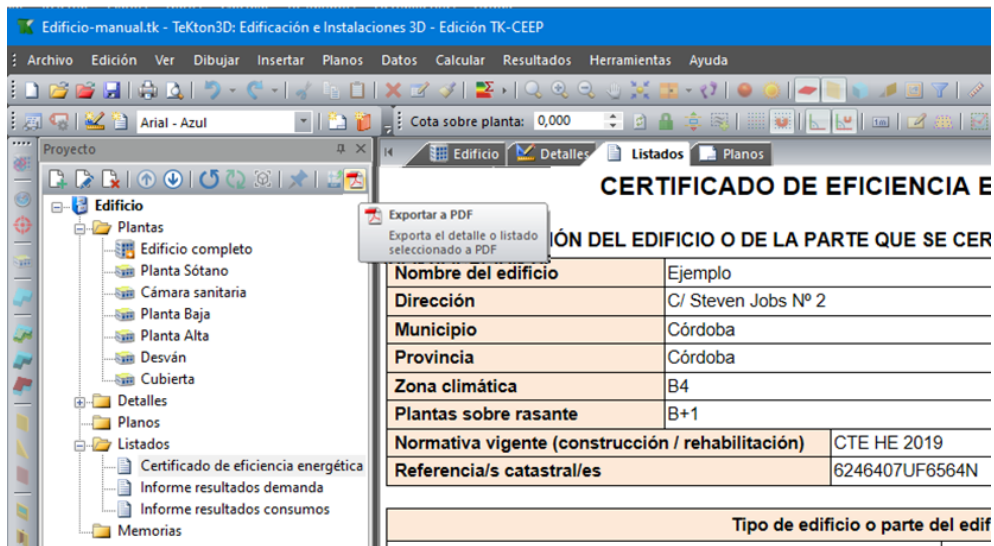 Edificio-manual.tk - TeKton3D: Edificación e Instalaciones 3D - Edición TK-CEEP
Archivo Edición Ver Dibujar Insertar Planos Datos Calcular Resultados Herramientas Ayuda
Arial - Azul Cota sobre planta: 0,000
Proyecto
Edificio Detalles Listados Planos
Edificio
Plantas
Edificio completo
Planta Sótano
Cámara sanitaria
Planta Baja
Planta Alta
Desván
Cubierta
Detalles
Planos
Listados
Certificado de eficiencia energética
Informe resultados demanda
Informe resultados consumos
Memorias
Exportar a PDF
Exporta el detalle o listado
seleccionado a PDF
CERTIFICADO DE EFICIENCIA E
IÓN DEL EDIFICIO O DE LA PARTE QUE SE CER
Nombre del edificio Ejemplo
Dirección C/ Steven Jobs Nº 2
Municipio Córdoba
Provincia Córdoba
Zona climática B4
Plantas sobre rasante B+1
Normativa vigente (construcción / rehabilitación) CTE HE 2019
Referencia/s catastral/es 6246407UF6564N
Tipo de edificio o parte del edif